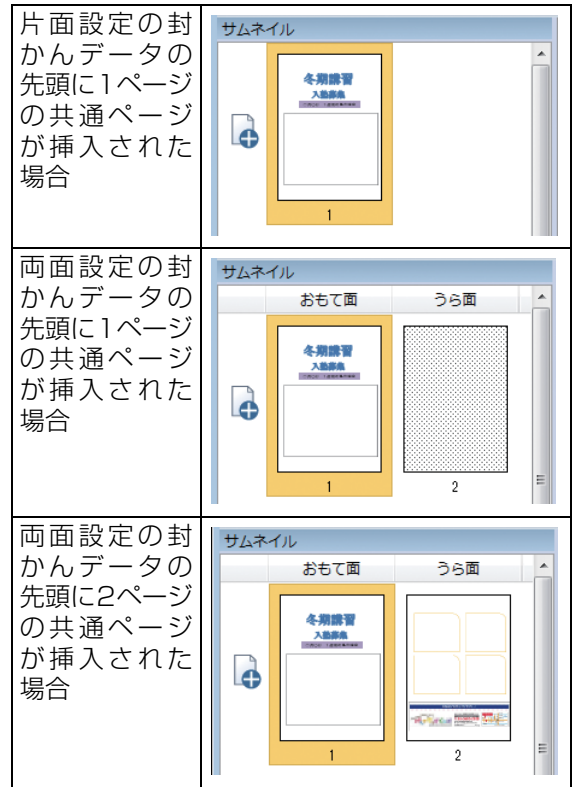 片面設定の封
かんデータの
先頭に1ページ
の共通ページ
が挿入された
場合
サムネイル
冬期講習
入塾募集
1
両面設定の封
かんデータの
先頭に1ページ
の共通ページ
が挿入された
場合
サムネイル
おもて面 うら面
冬期講習
入塾募集
1 2
両面設定の封
かんデータの
先頭に2ページ
の共通ページ
が挿入された
場合
サムネイル
おもて面 うら面
冬期講習
入塾募集
1 2